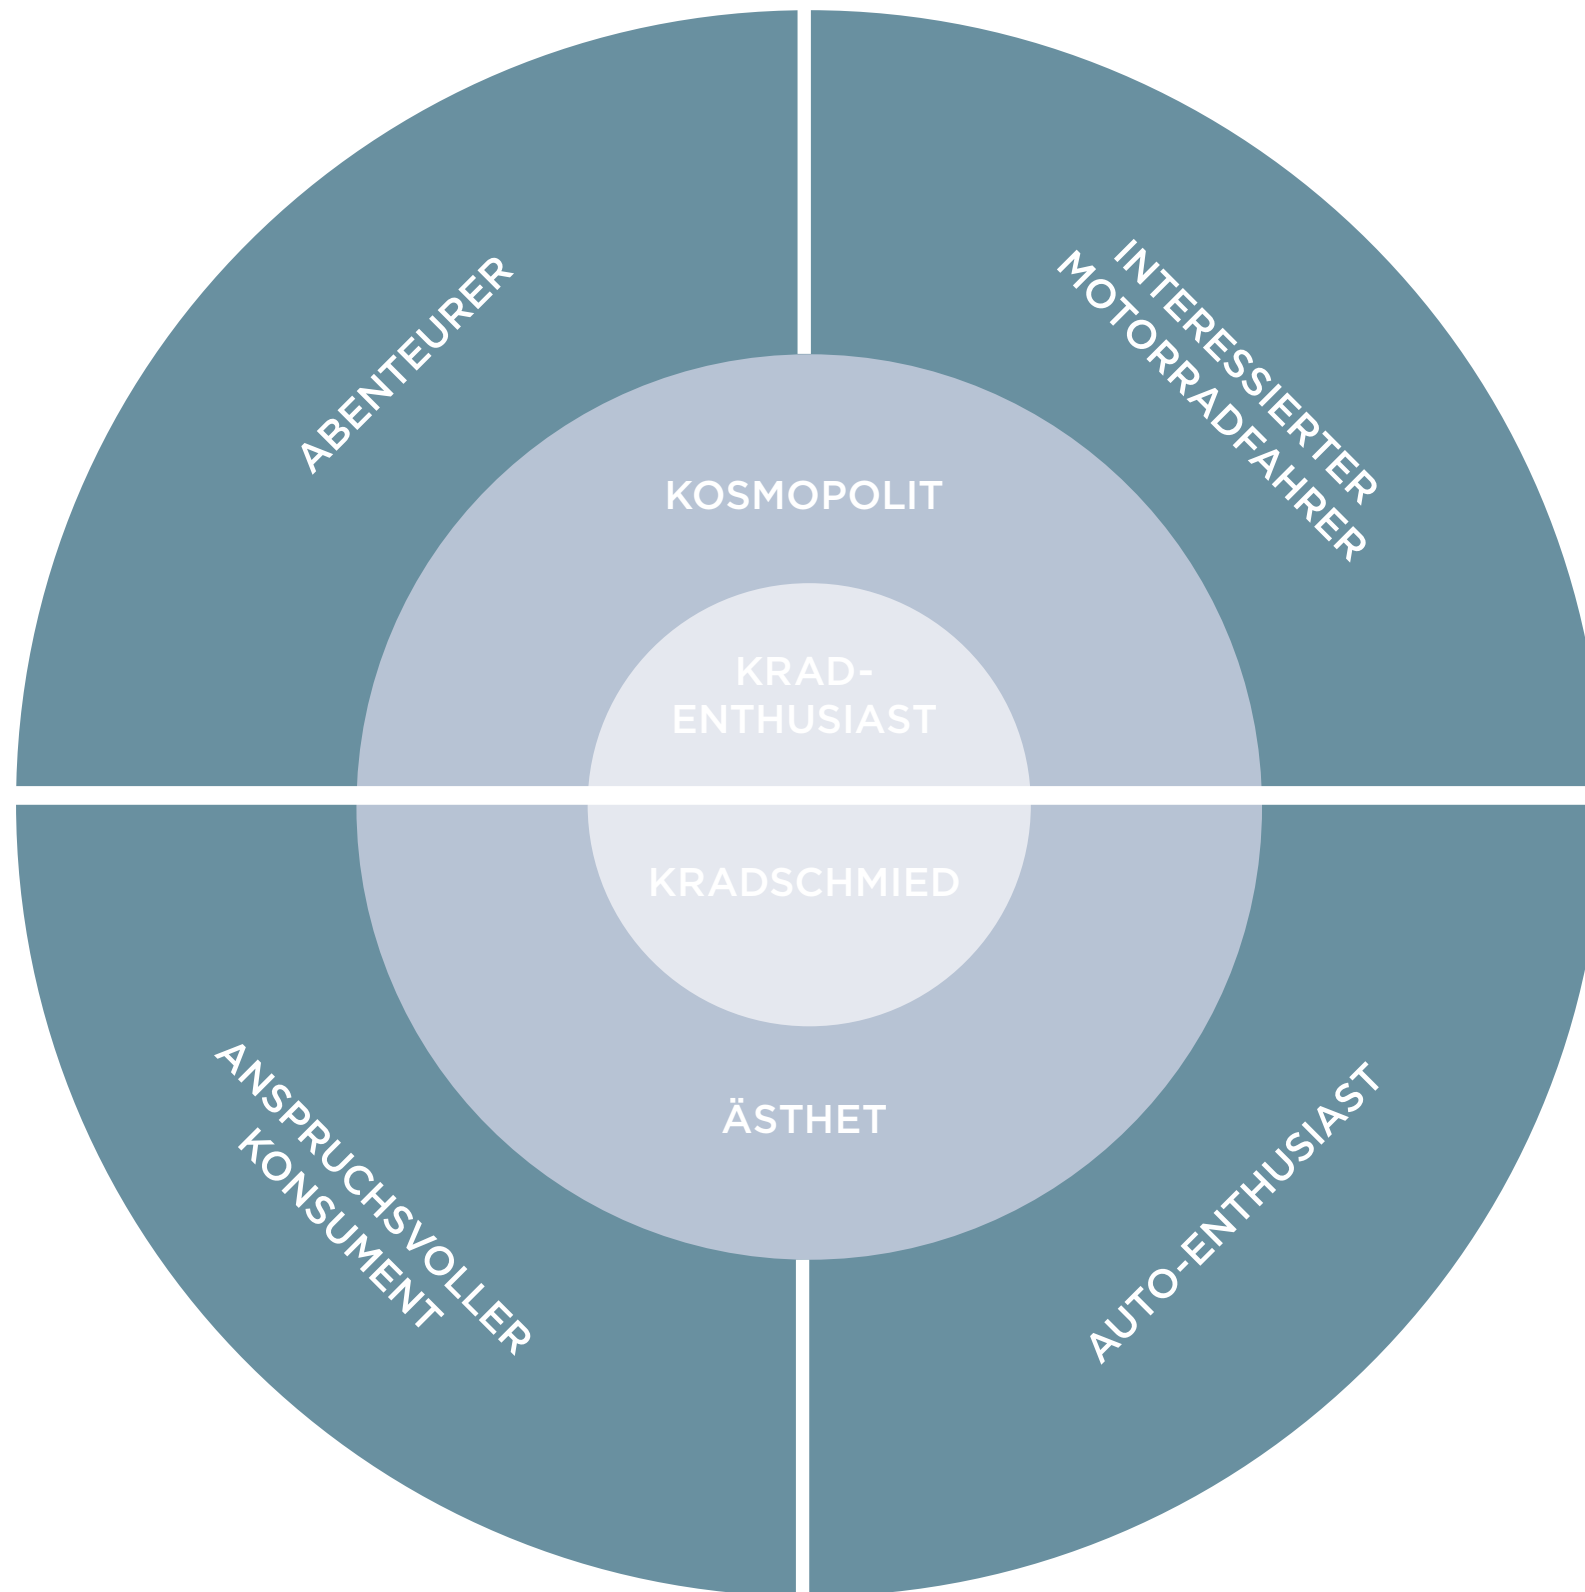 ABENTEURER
INTERESSIERTER
MOTORRADFAHRER
KOSMOPOLIT
KRAD-
ENTHUSIAST
KRADSCHMIED
ÄSTHET
ANSPRUCHSVOLLER
KONSUMENT
AUTO-ENTHUSIAST